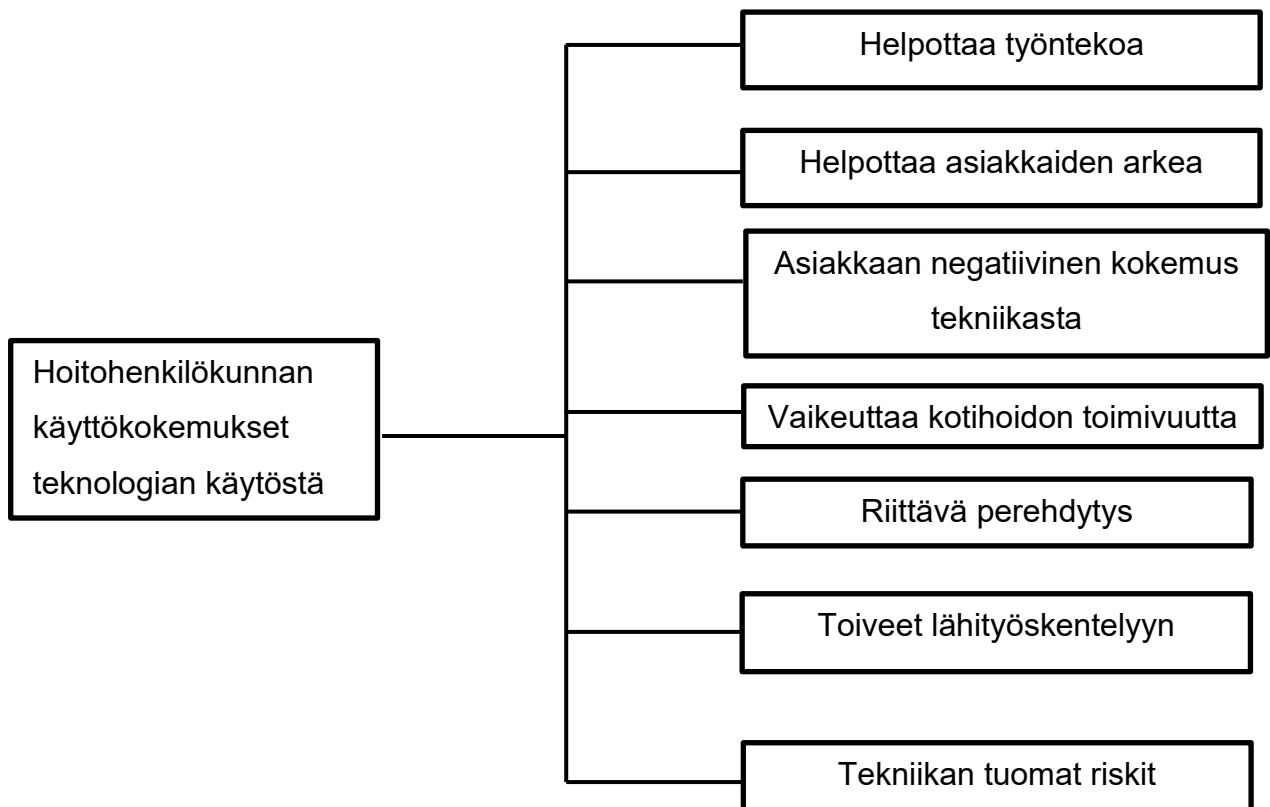 Helpottaa työntekoa
Helpottaa asiakkaiden arkea
Asiakkaan negatiivinen kokemus
tekniikasta
Hoitohenkilökunnan
käyttökokemukset
teknologian käytöstä
Vaikeuttaa kotihoidon toimivuutta
Riittävä perehdytys
Toiveet lähityöskentelyyn
Tekniikan tuomat riskit